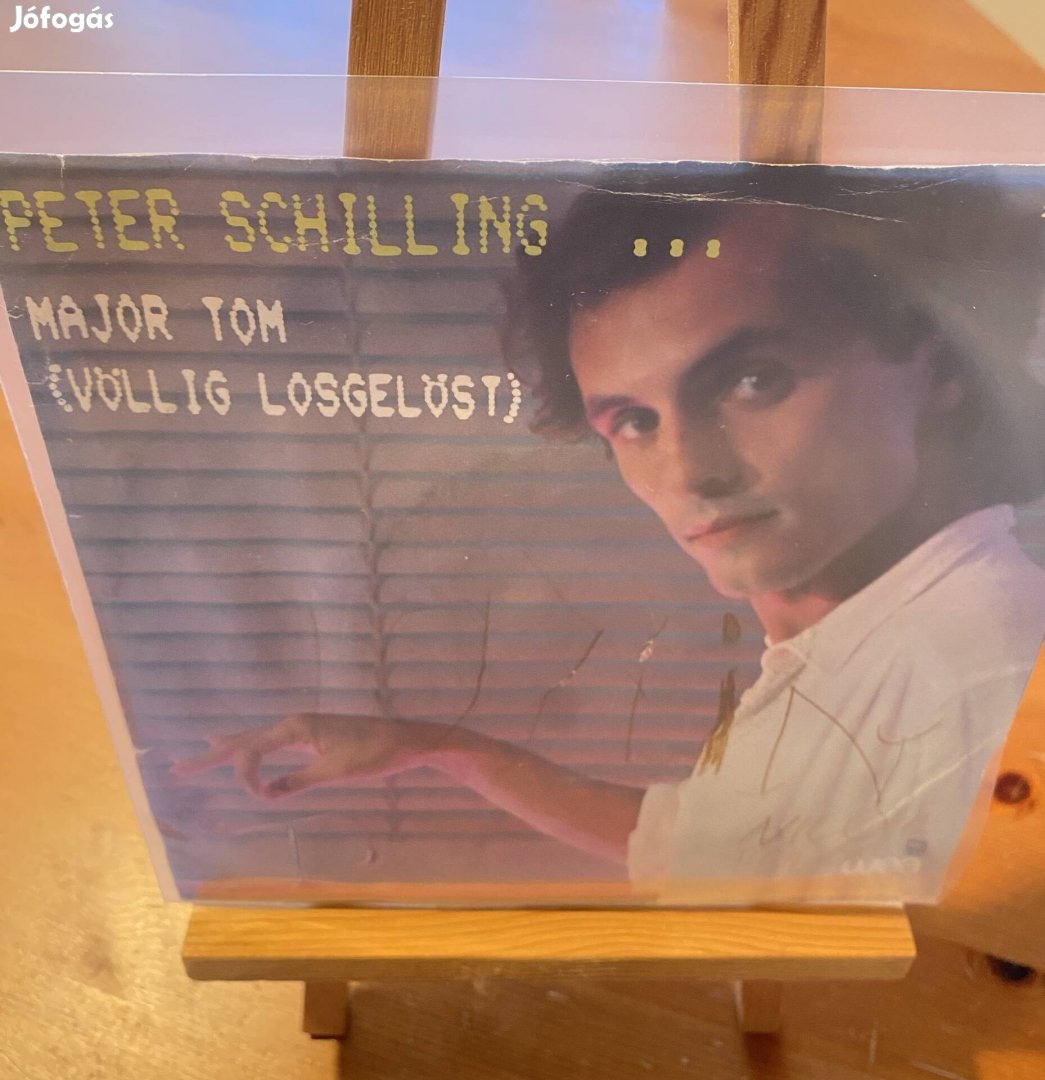 Jófogás
PETER SCHILLING ...
MAJOR TOM
(VÖLLIG LOSGELÖST)